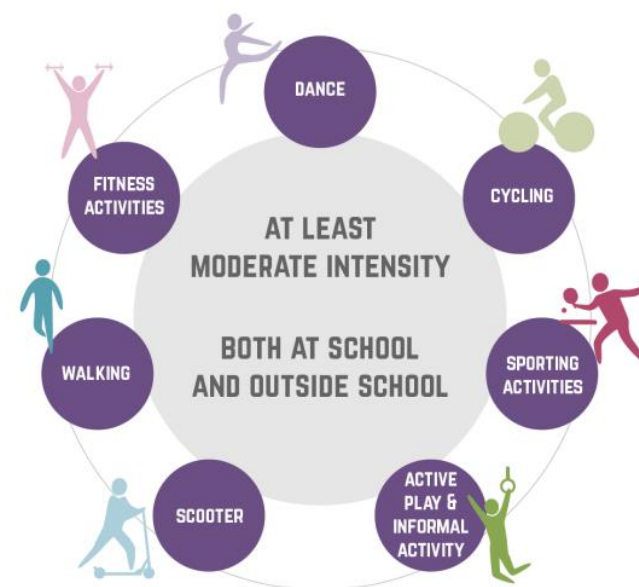 DANCE
CYCLING
SPORTING
ACTIVITIES
ACTIVE
PLAY &
INFORMAL
ACTIVITY
SCOOTER
WALKING
FITNESS
ACTIVITIES
AT LEAST
MODERATE INTENSITY
BOTH AT SCHOOL
AND OUTSIDE SCHOOL